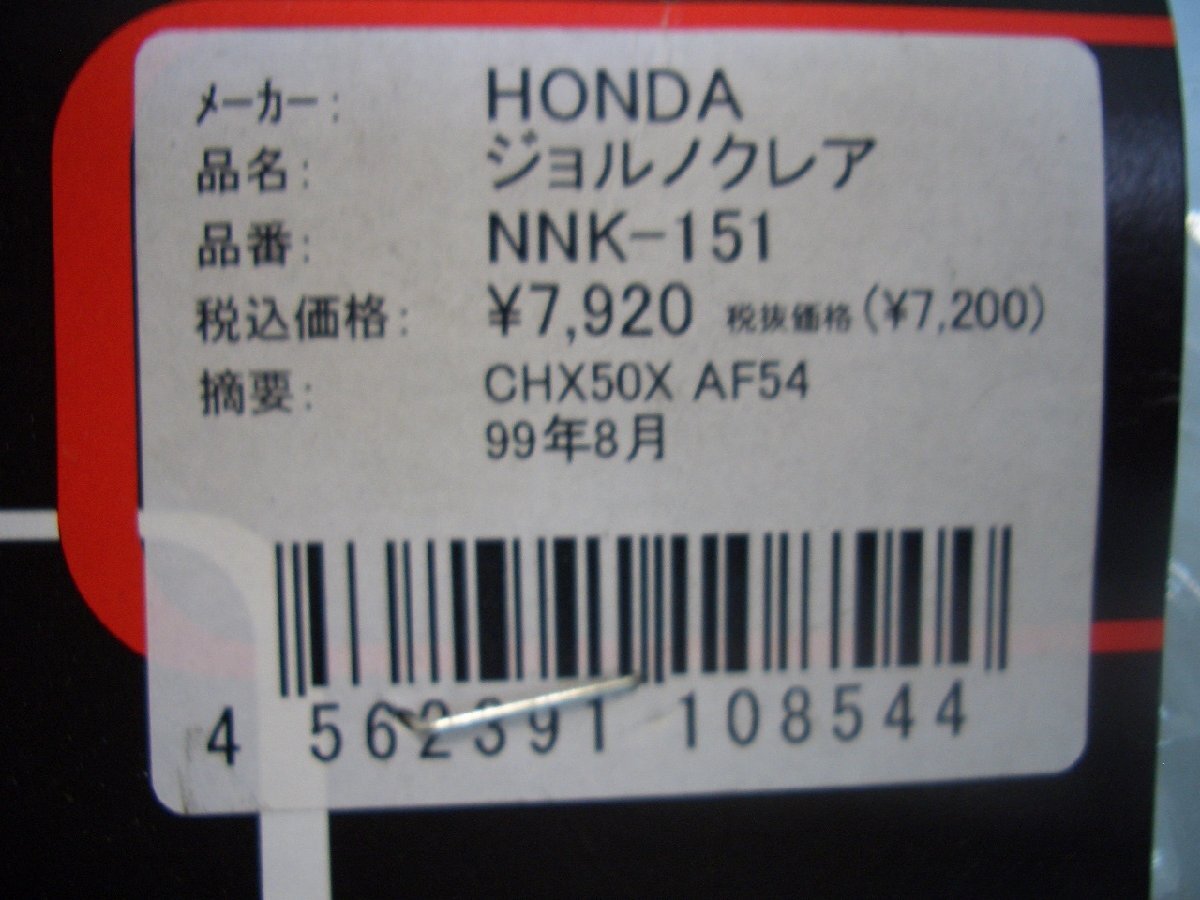 メーカー: HONDA
品名: ジョルノクレア
品番: NNK-151
税込価格: ¥7,920 税抜価格(¥7,200)
摘要: CHX50X AF54
99年8月
4 562391 108544